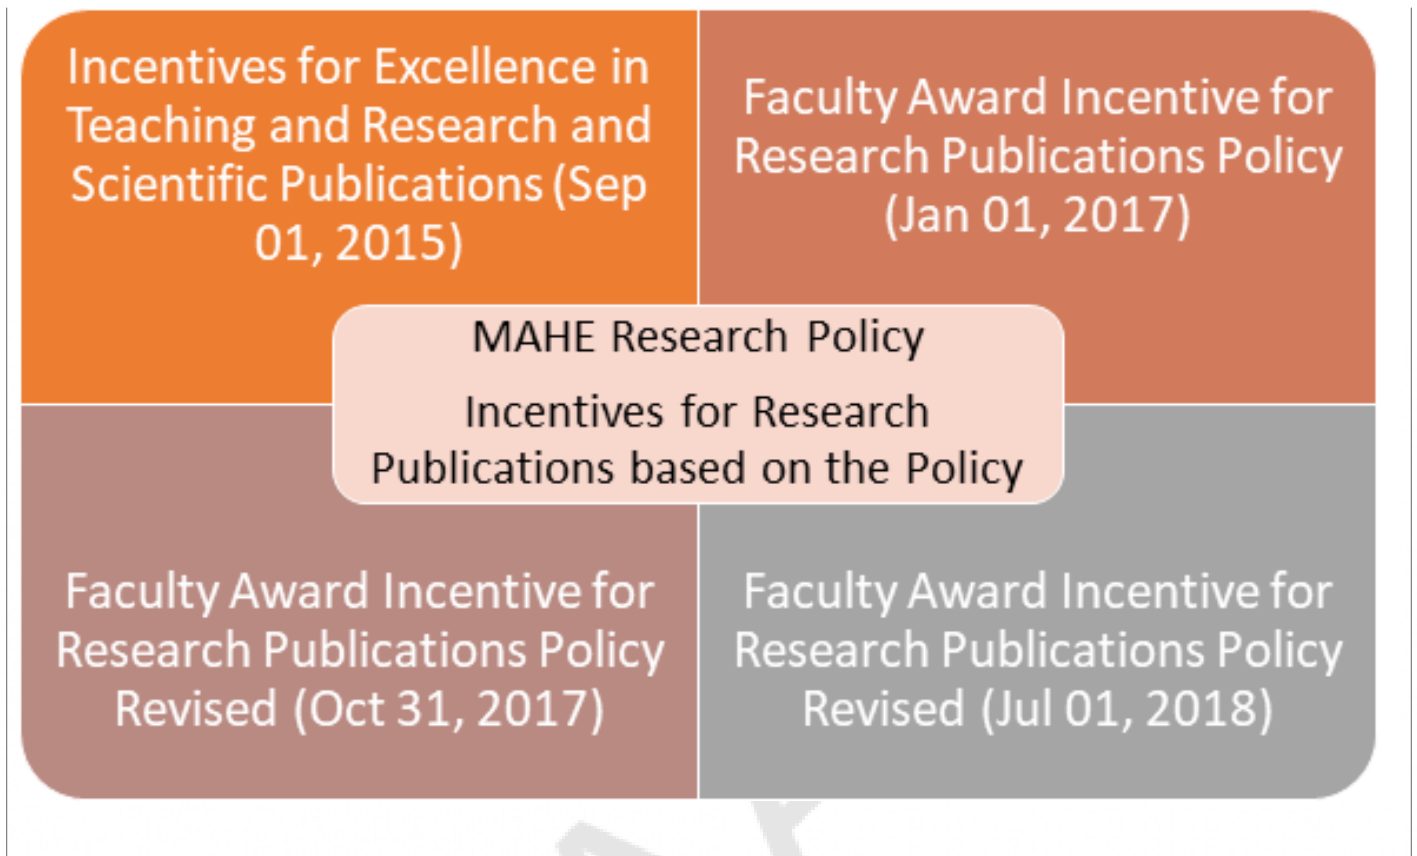 Incentives for Excellence in
Teaching and Research and
Scientific Publications (Sep
01, 2015)
Faculty Award Incentive for
Research Publications Policy
(Jan 01, 2017)
MAHE Research Policy
Incentives for Research
Publications based on the Policy
Faculty Award Incentive for
Research Publications Policy
Revised (Oct 31, 2017)
Faculty Award Incentive for
Research Publications Policy
Revised (Jul 01, 2018)